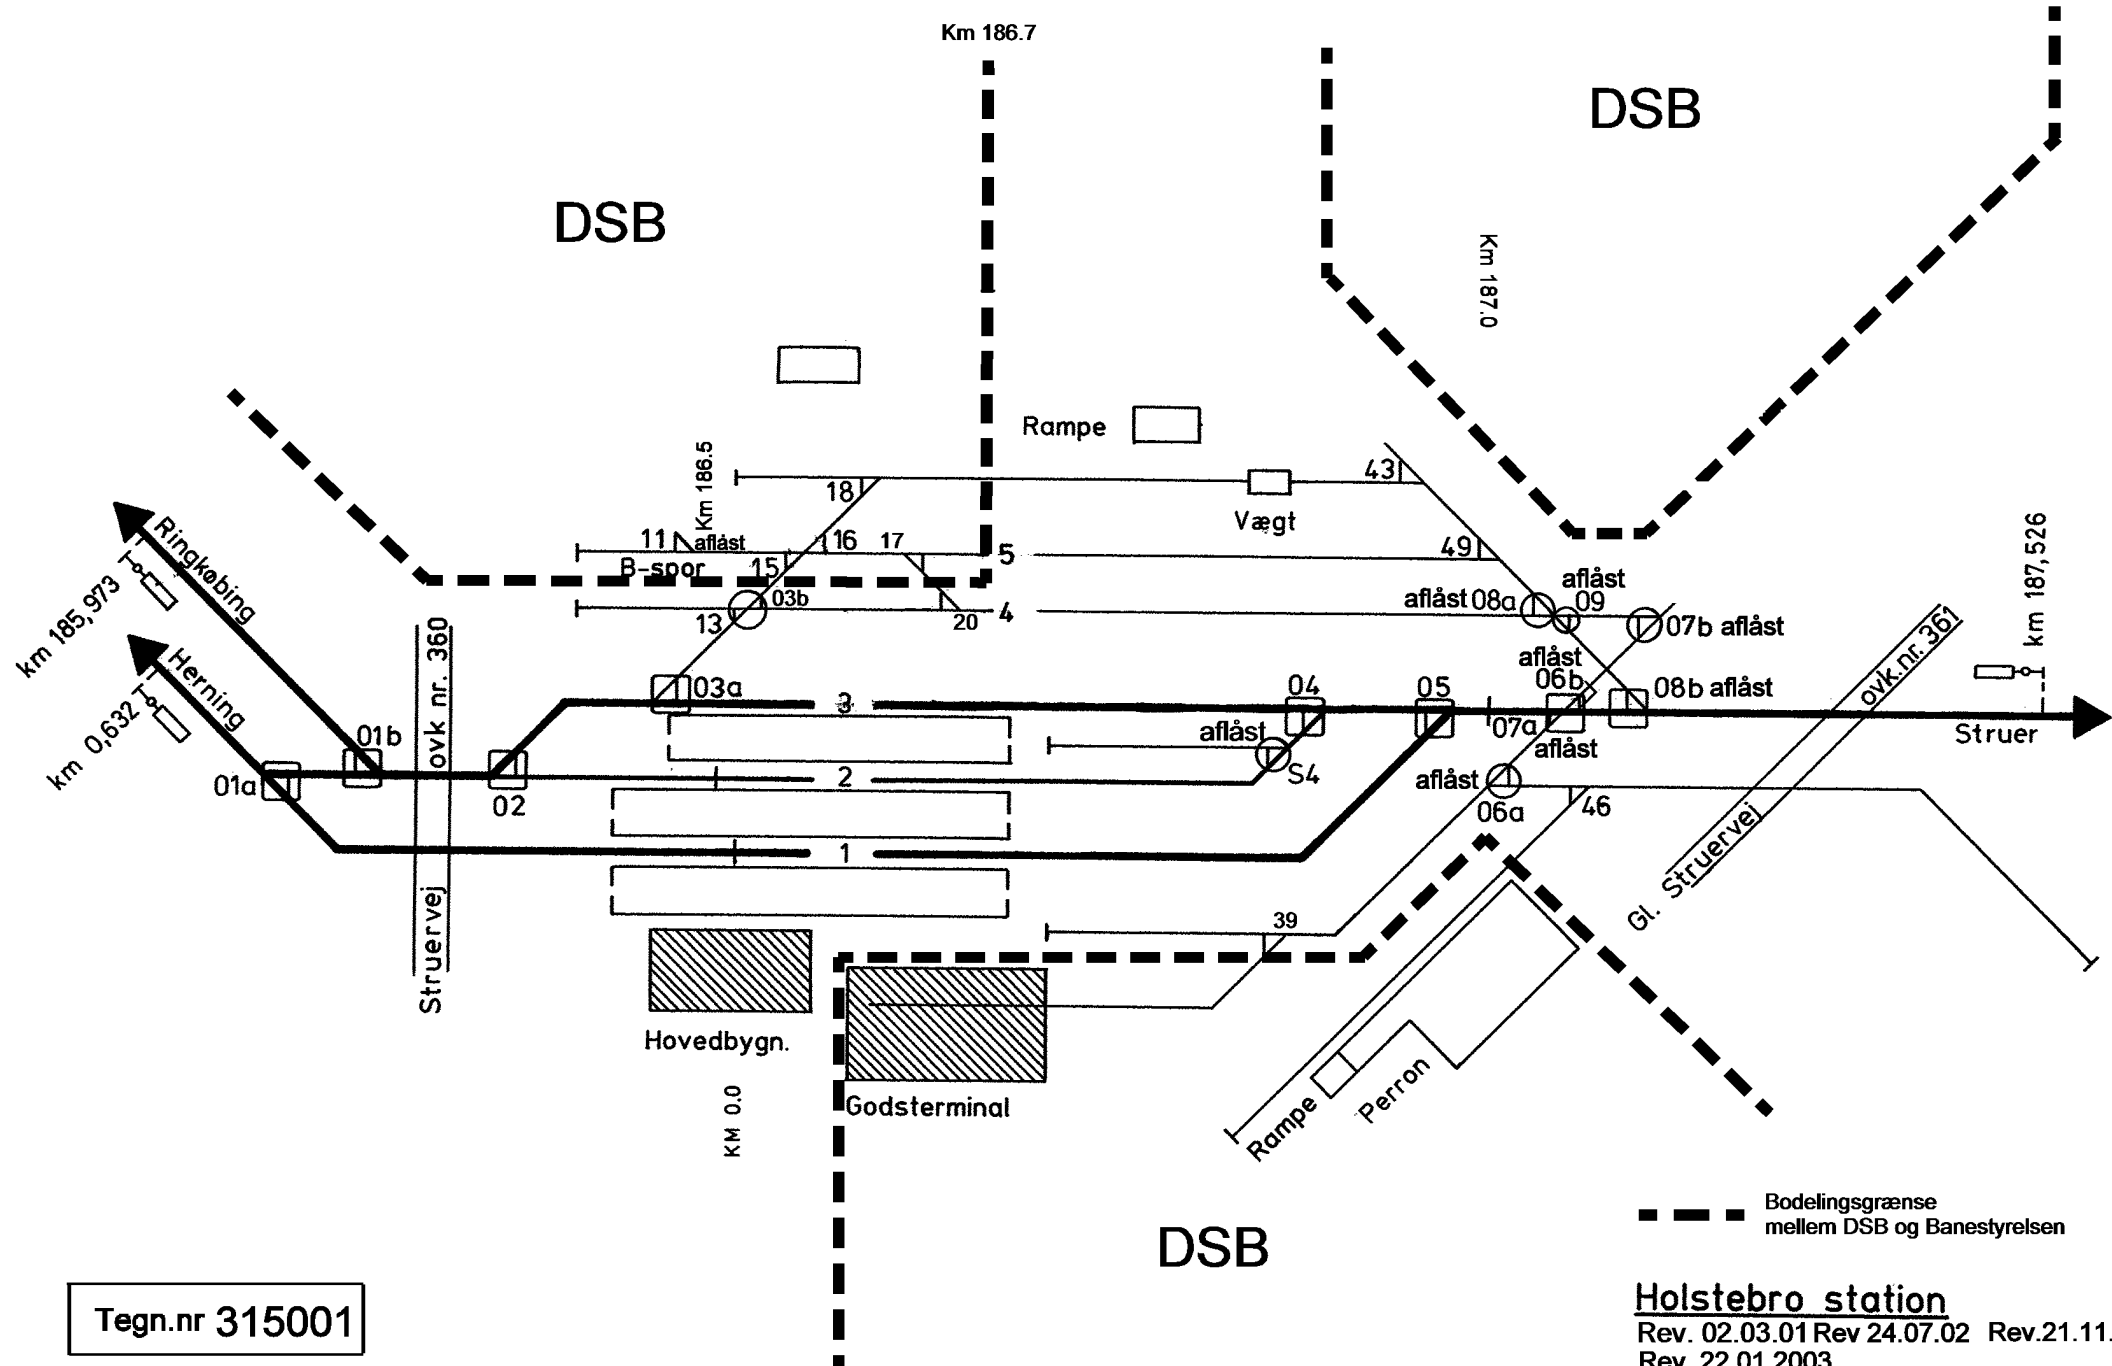 Km 186.7
DSB
DSB
Km 187.0
Rampe
Vægt
Km 186.5
18
43
11
aflåst
16
17
5
49
B-spor
15
03b
13
20
4
aflåst 08a
aflåst
09
07b aflåst
km 187,526
Ringkøbing
km 185,973
Herning
km 0,632
ovk nr. 360
Struervej
03a
3
04
05
aflåst
06b
08b aflåst
ovk.nr. 361
Gl. Struervej
Struer
01b
01a
02
2
aflåst
S4
07a
aflåst
aflåst
06a
46
1
39
Hovedbygn.
Godsterminal
KM 0.0
Rampe
Perron
DSB
Bodelingsgrænse
mellem DSB og Banestyrelsen
Tegn.nr 315001
Holstebro station
Rev. 02.03.01 Rev 24.07.02 Rev.21.11.
Rev. 22.01.2003